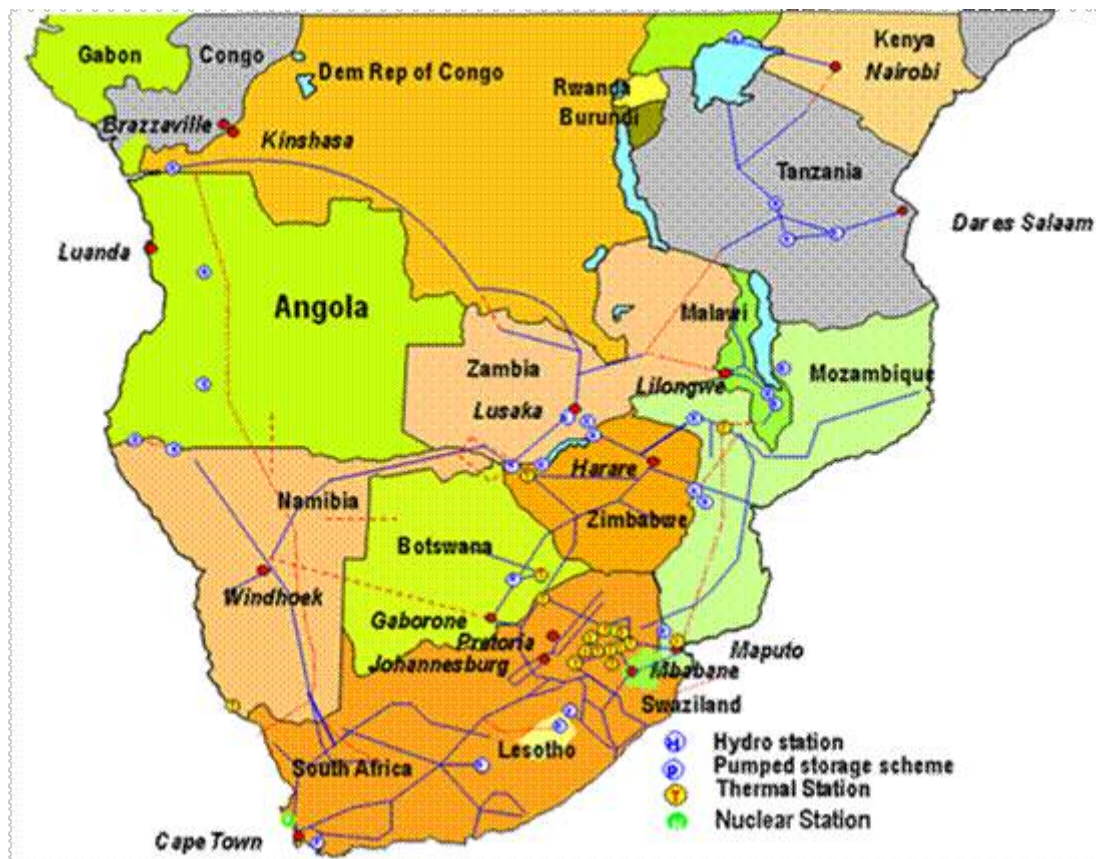 Gabon
Congo
Dem Rep of Congo
Kenya
Nairobi
Rwanda
Burundi
Brazzaville
Kinshasa
Tanzania
Dar es Salaam
Luanda
Angola
Malawi
Zambia
Lilongwe
Mozambique
Lusaka
Harare
Namibia
Zimbabwe
Botswana
Windhoek
Gaborone
Pretoria
Johannesburg
Maputo
Mbabane
Swaziland
Lesotho
South Africa
Cape Town
H Hydro station
P Pumped storage scheme
T Thermal Station
Nuclear Station